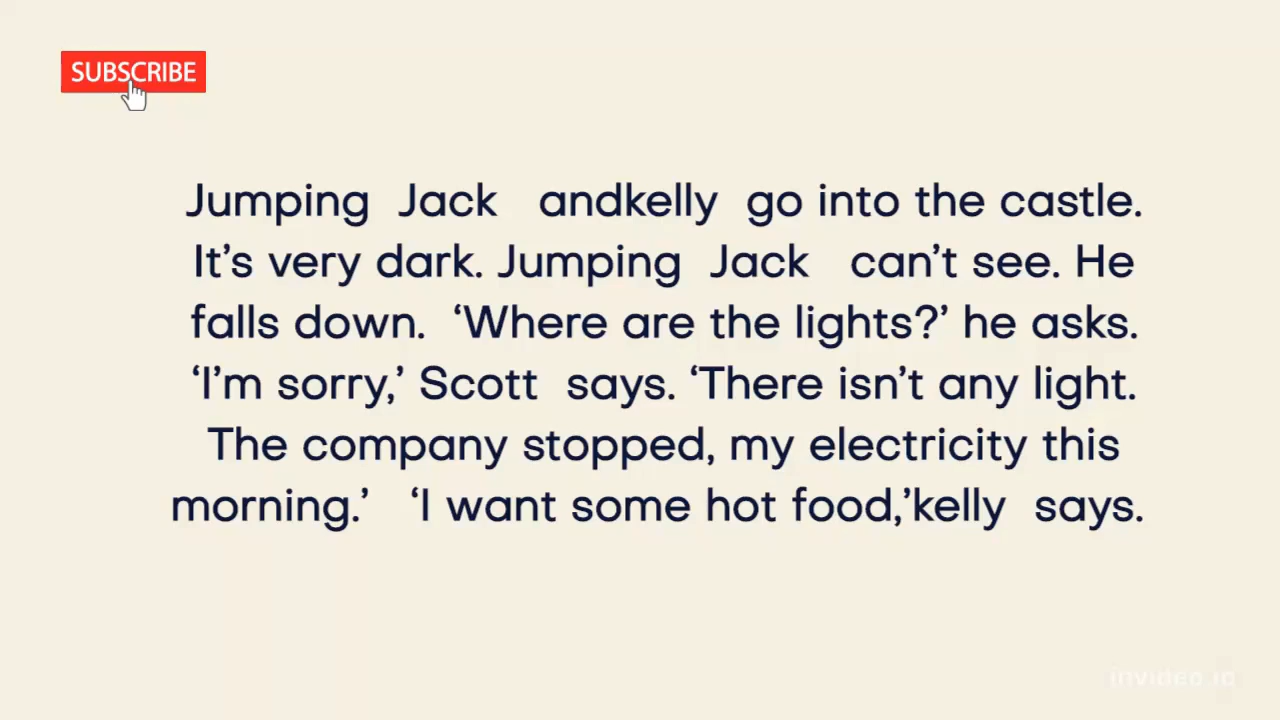 SUBSCRIBE
Jumping Jack andkelly go into the castle.
It’s very dark. Jumping Jack can’t see. He
falls down. ‘Where are the lights?’ he asks.
‘I’m sorry,’ Scott says. ‘There isn’t any light.
The company stopped, my electricity this
morning.’ ‘I want some hot food,’kelly says.
invideo.io